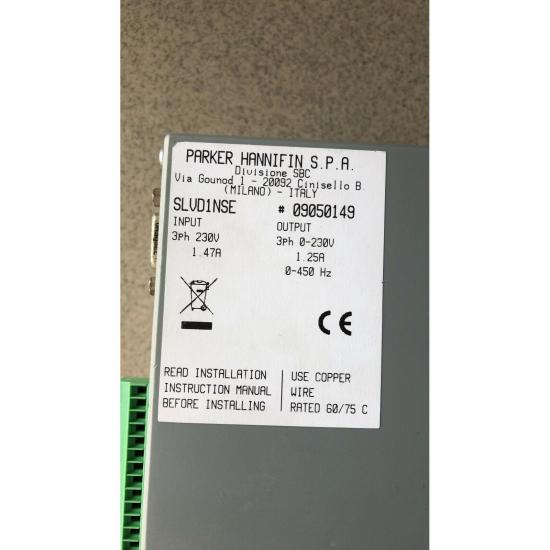 PARKER HANNIFIN S.P.A.
Divisione SBC
Via Gounod 1 - 20092 Cinisello B.
(MILANO) - ITALY
SLVD1NSE # 09050149
INPUT OUTPUT
3ph 230V 3ph 0-230V
1.47A 1.25A
0-450 Hz
CE
READ INSTALLATION USE COPPER
INSTRUCTION MANUAL WIRE
BEFORE INSTALLING RATED 60/75 C